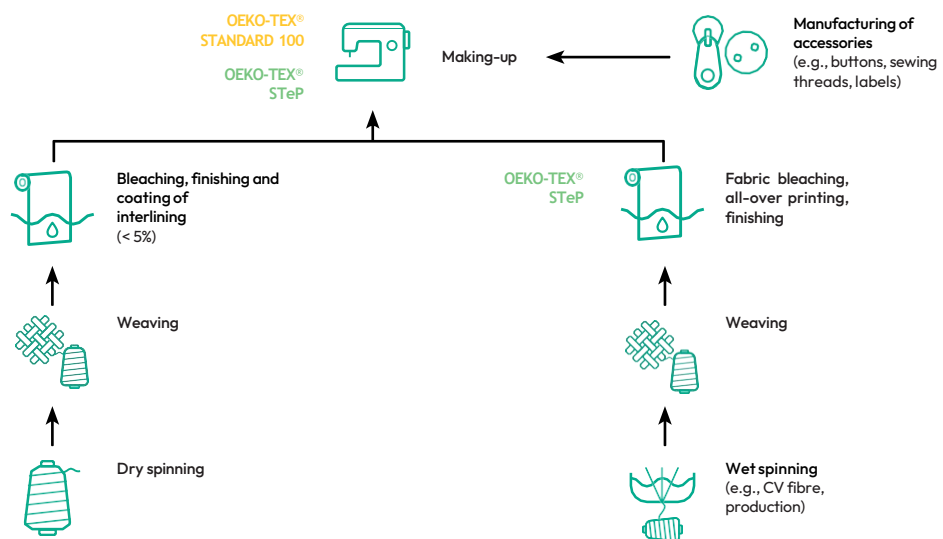 OEKO-TEX®
STANDARD 100
OEKO-TEX®
STeP
Making-up
Manufacturing of
accessories
(e.g., buttons, sewing
threads, labels)
Bleaching, finishing and
coating of
interlining
(< 5%)
OEKO-TEX®
STeP
Fabric bleaching,
all-over printing,
finishing
Weaving
Weaving
Dry spinning
Wet spinning
(e.g., CV fibre,
production)